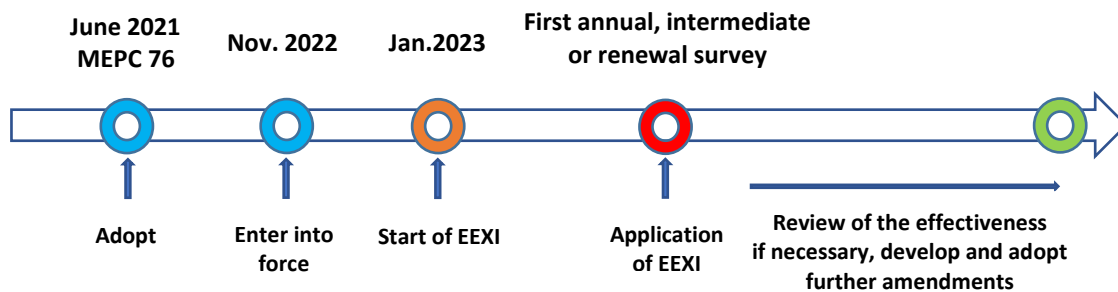 June 2021
MEPC 76
Nov. 2022
Jan.2023
First annual, intermediate
or renewal survey
Adopt
Enter into
force
Start of EEXI
Application
of EEXI
Review of the effectiveness
if necessary, develop and adopt
further amendments